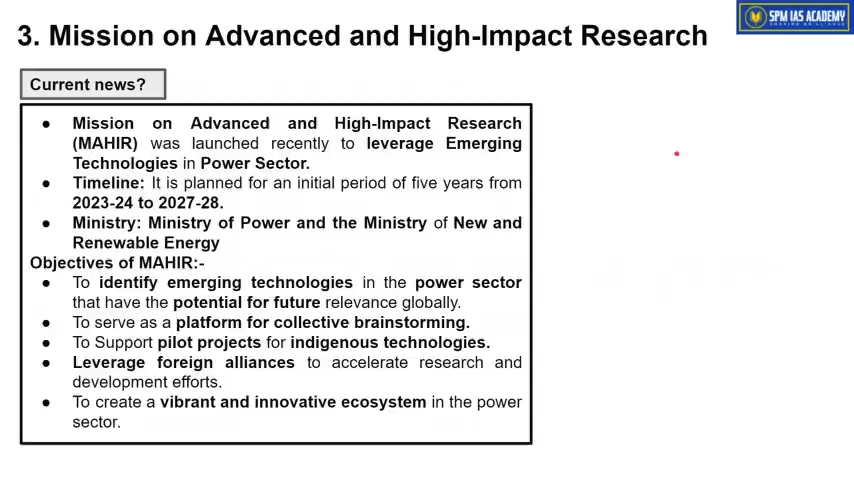 SPM IAS ACADEMY
3. Mission on Advanced and High-Impact Research
Current news?
● Mission on Advanced and High-Impact Research
(MAHIR) was launched recently to leverage Emerging
Technologies in Power Sector.
● Timeline: It is planned for an initial period of five years from
2023-24 to 2027-28.
● Ministry: Ministry of Power and the Ministry of New and
Renewable Energy
Objectives of MAHIR:-
● To identify emerging technologies in the power sector
that have the potential for future relevance globally.
● To serve as a platform for collective brainstorming.
● To Support pilot projects for indigenous technologies.
● Leverage foreign alliances to accelerate research and
development efforts.
● To create a vibrant and innovative ecosystem in the power
sector.